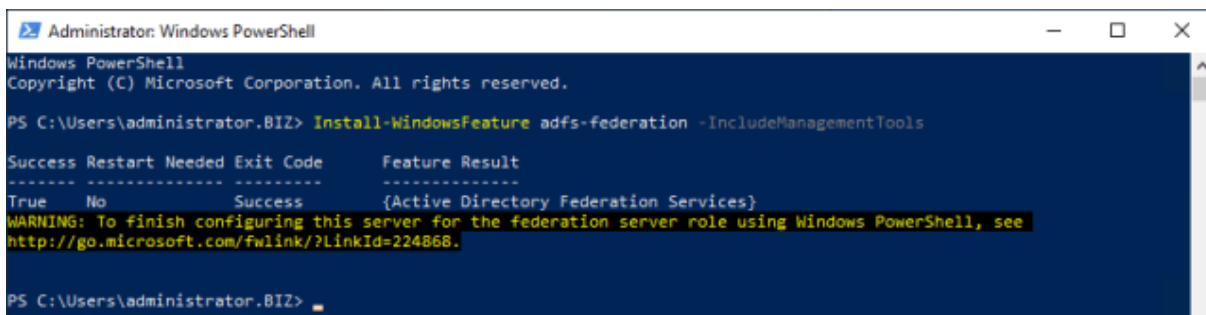 Administrator: Windows PowerShell
Windows PowerShell
Copyright (C) Microsoft Corporation. All rights reserved.
PS C:\Users\administrator.BIZ> Install-WindowsFeature adfs-federation -IncludeManagementTools
Success Restart Needed Exit Code      Feature Result
------- -------------- ---------      --------------
True    No             Success        {Active Directory Federation Services}
WARNING: To finish configuring this server for the federation server role using Windows PowerShell, see
http://go.microsoft.com/fwlink/?LinkId=224868.
PS C:\Users\administrator.BIZ>